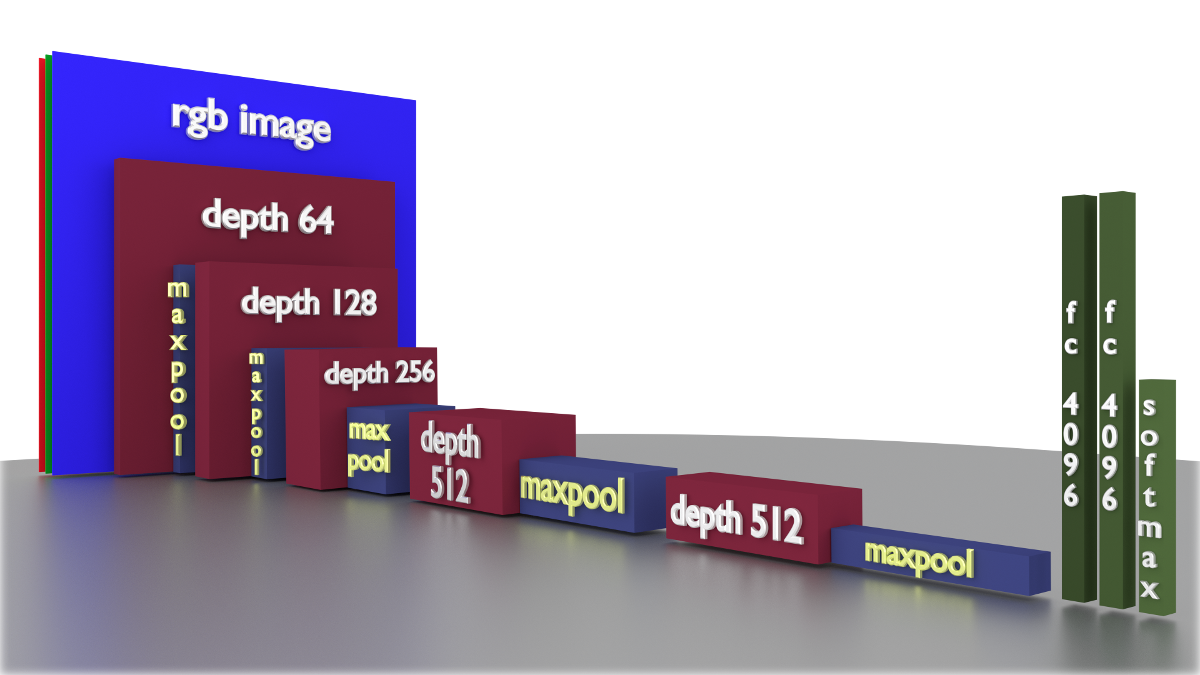 rgb image
depth 64
maxpool
depth 128
maxpool
depth 256
max
pool
depth
512
maxpool
depth 512
maxpool
fc 4096
fc 4096
softmax